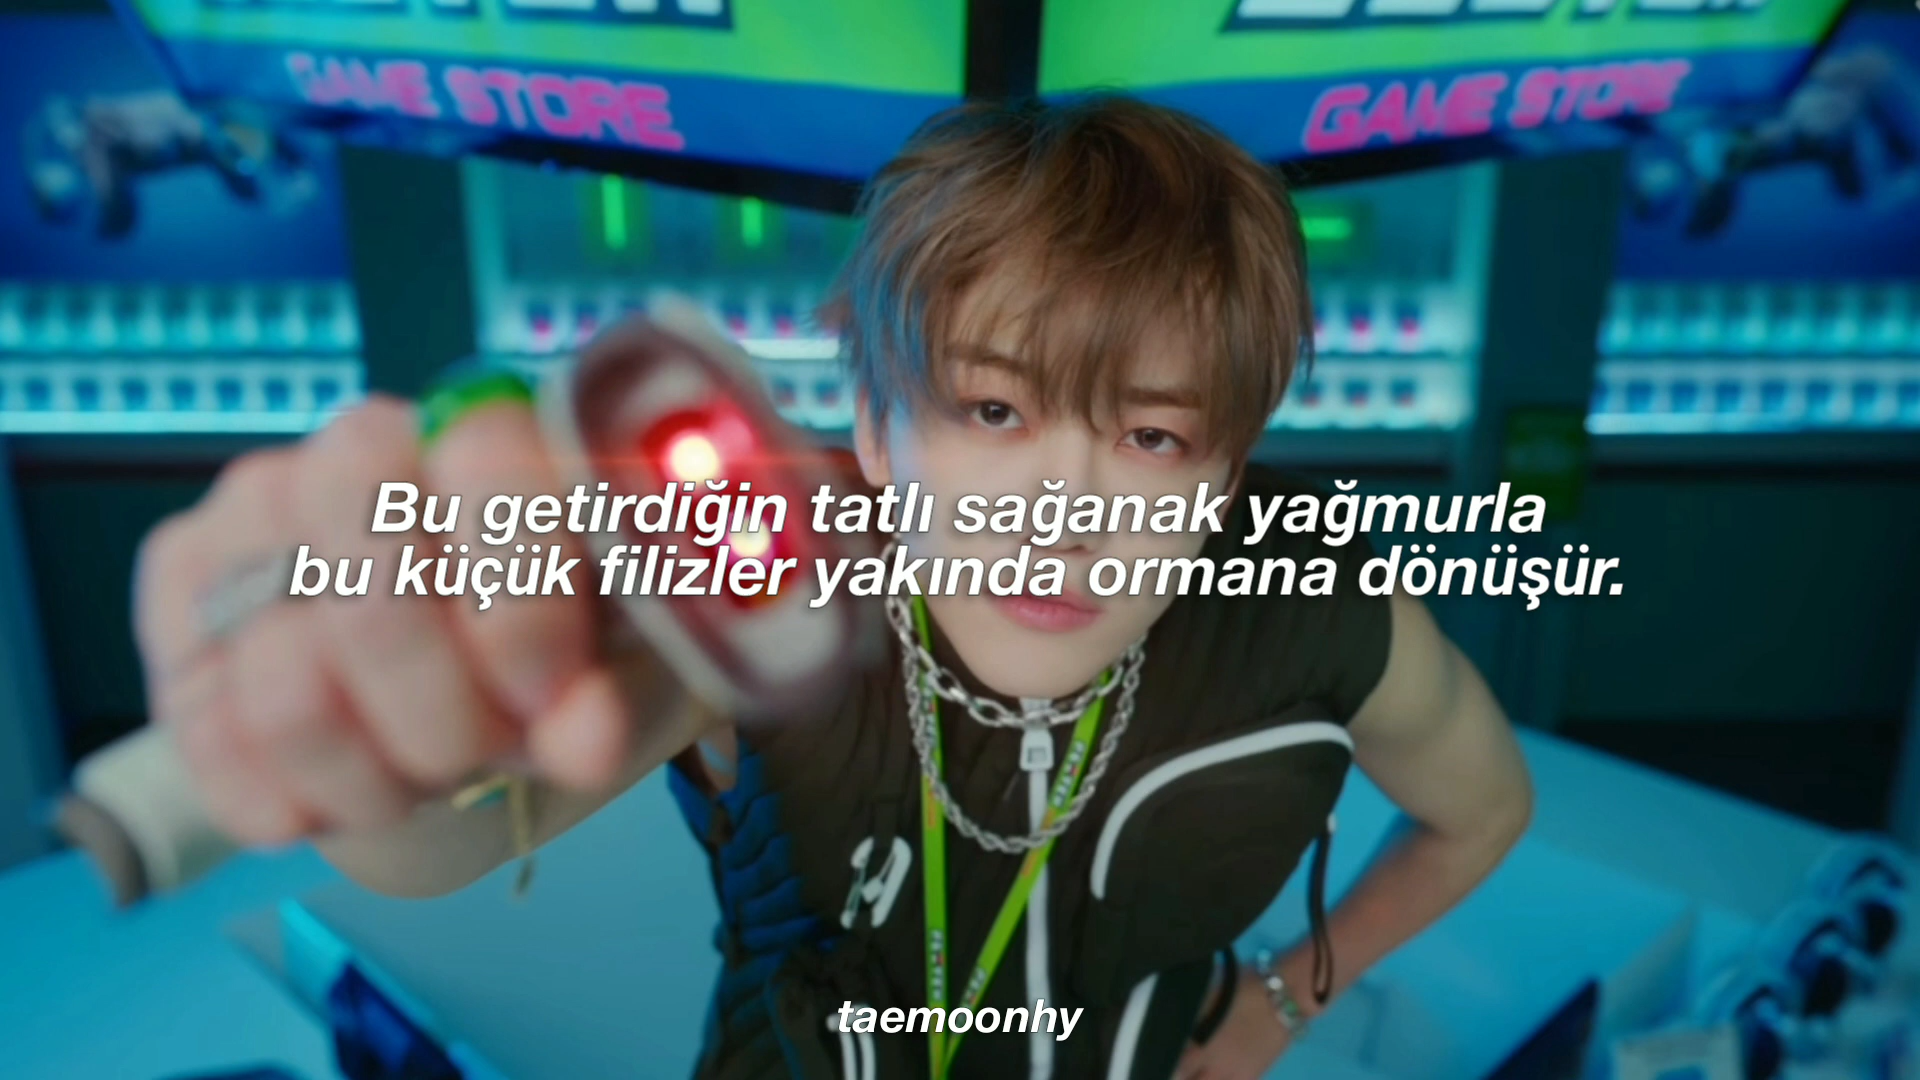 GAME STORE
GAME STORE
Bu getirdiğin tatlı sağanak yağmurla
bu küçük filizler yakında ormana dönüşür.
taemoonhy